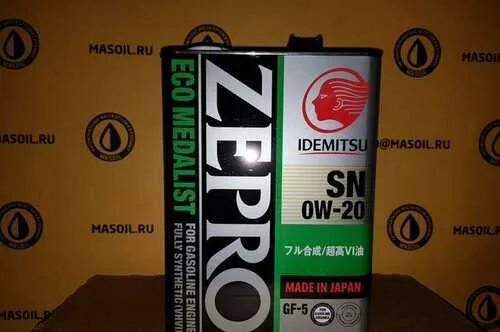 MASOIL.RU
MASOIL.RU
MASOIL.RU
MASOIL.RU
@MASOIL.RU
MASOIL.RU
ZEPRO
ECO MEDALIST
FOR GASOLINE ENGINE
FULLY SYNTHETIC
IDEMITSU
SN
0W-20
フル合成/超高VI油
MADE IN JAPAN
GF-5